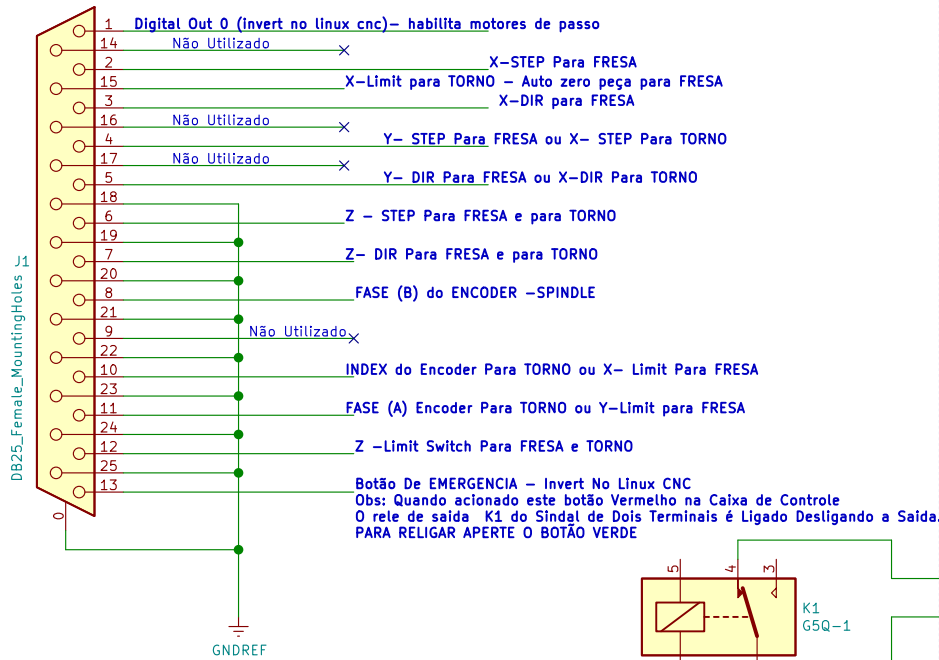 1 Digital Out 0 (invert no linux cnc)- habilita motores de passo
14 Não Utilizado
2 X-STEP Para FRESA
15 X-Limit para TORNO - Auto zero peça para FRESA
3 X-DIR para FRESA
16 Não Utilizado
4 Y- STEP Para FRESA ou X- STEP Para TORNO
17 Não Utilizado
5 Y- DIR Para FRESA ou X-DIR Para TORNO
18
6 Z - STEP Para FRESA e para TORNO
19
7 Z- DIR Para FRESA e para TORNO
20
8 FASE (B) do ENCODER -SPINDLE
21
9 Não Utilizado
22
10 INDEX do Encoder Para TORNO ou X- Limit Para FRESA
23
11 FASE (A) Encoder Para TORNO ou Y-Limit para FRESA
24
12 Z -Limit Switch Para FRESA e TORNO
25
13 Botão De EMERGENCIA - Invert No Linux CNC
Obs: Quando acionado este botão Vermelho na Caixa de Controle
O rele de saida K1 do Sindal de Dois Terminais é Ligado Desligando a Saida.
PARA RELIGAR APERTE O BOTÃO VERDE
0
J1
DB25_Female_MountingHoles
GNDREF
5 4 3
K1
G5Q-1